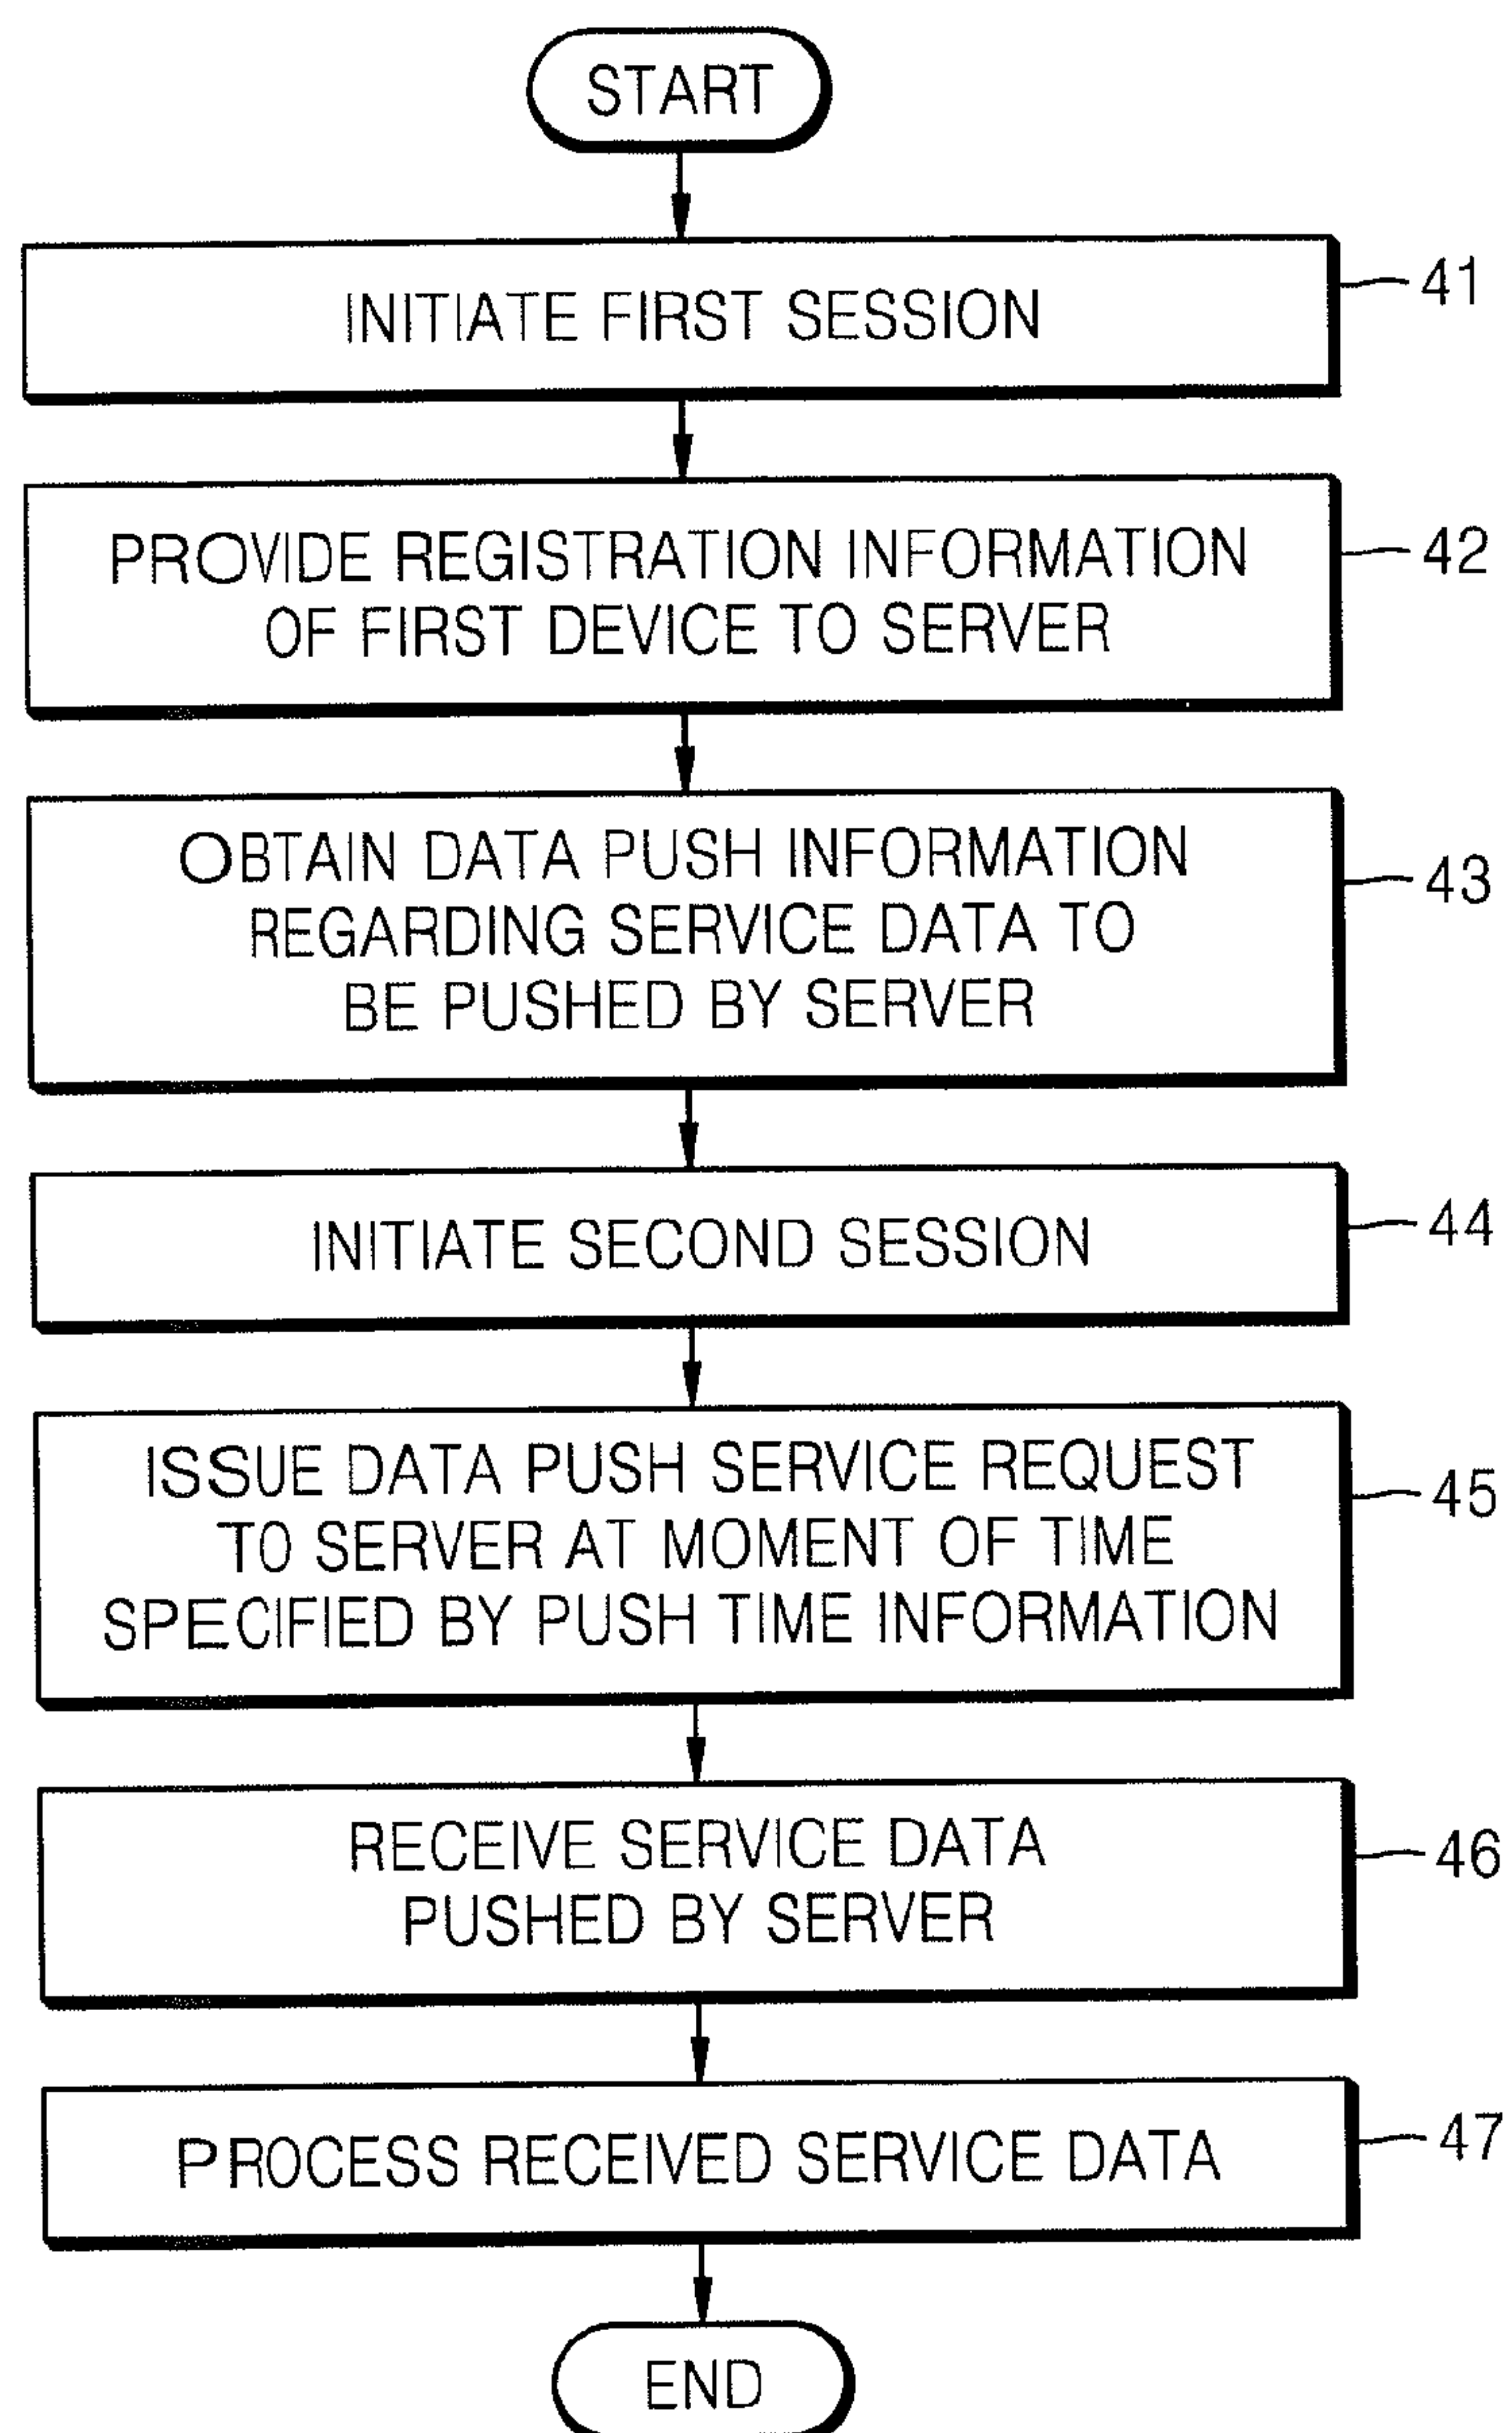 START
INITIATE FIRST SESSION
41
PROVIDE REGISTRATION INFORMATION
OF FIRST DEVICE TO SERVER
42
OBTAIN DATA PUSH INFORMATION
REGARDING SERVICE DATA TO
BE PUSHED BY SERVER
43
INITIATE SECOND SESSION
44
ISSUE DATA PUSH SERVICE REQUEST
TO SERVER AT MOMENT OF TIME
SPECIFIED BY PUSH TIME INFORMATION
45
RECEIVE SERVICE DATA
PUSHED BY SERVER
46
PROCESS RECEIVED SERVICE DATA
47
END